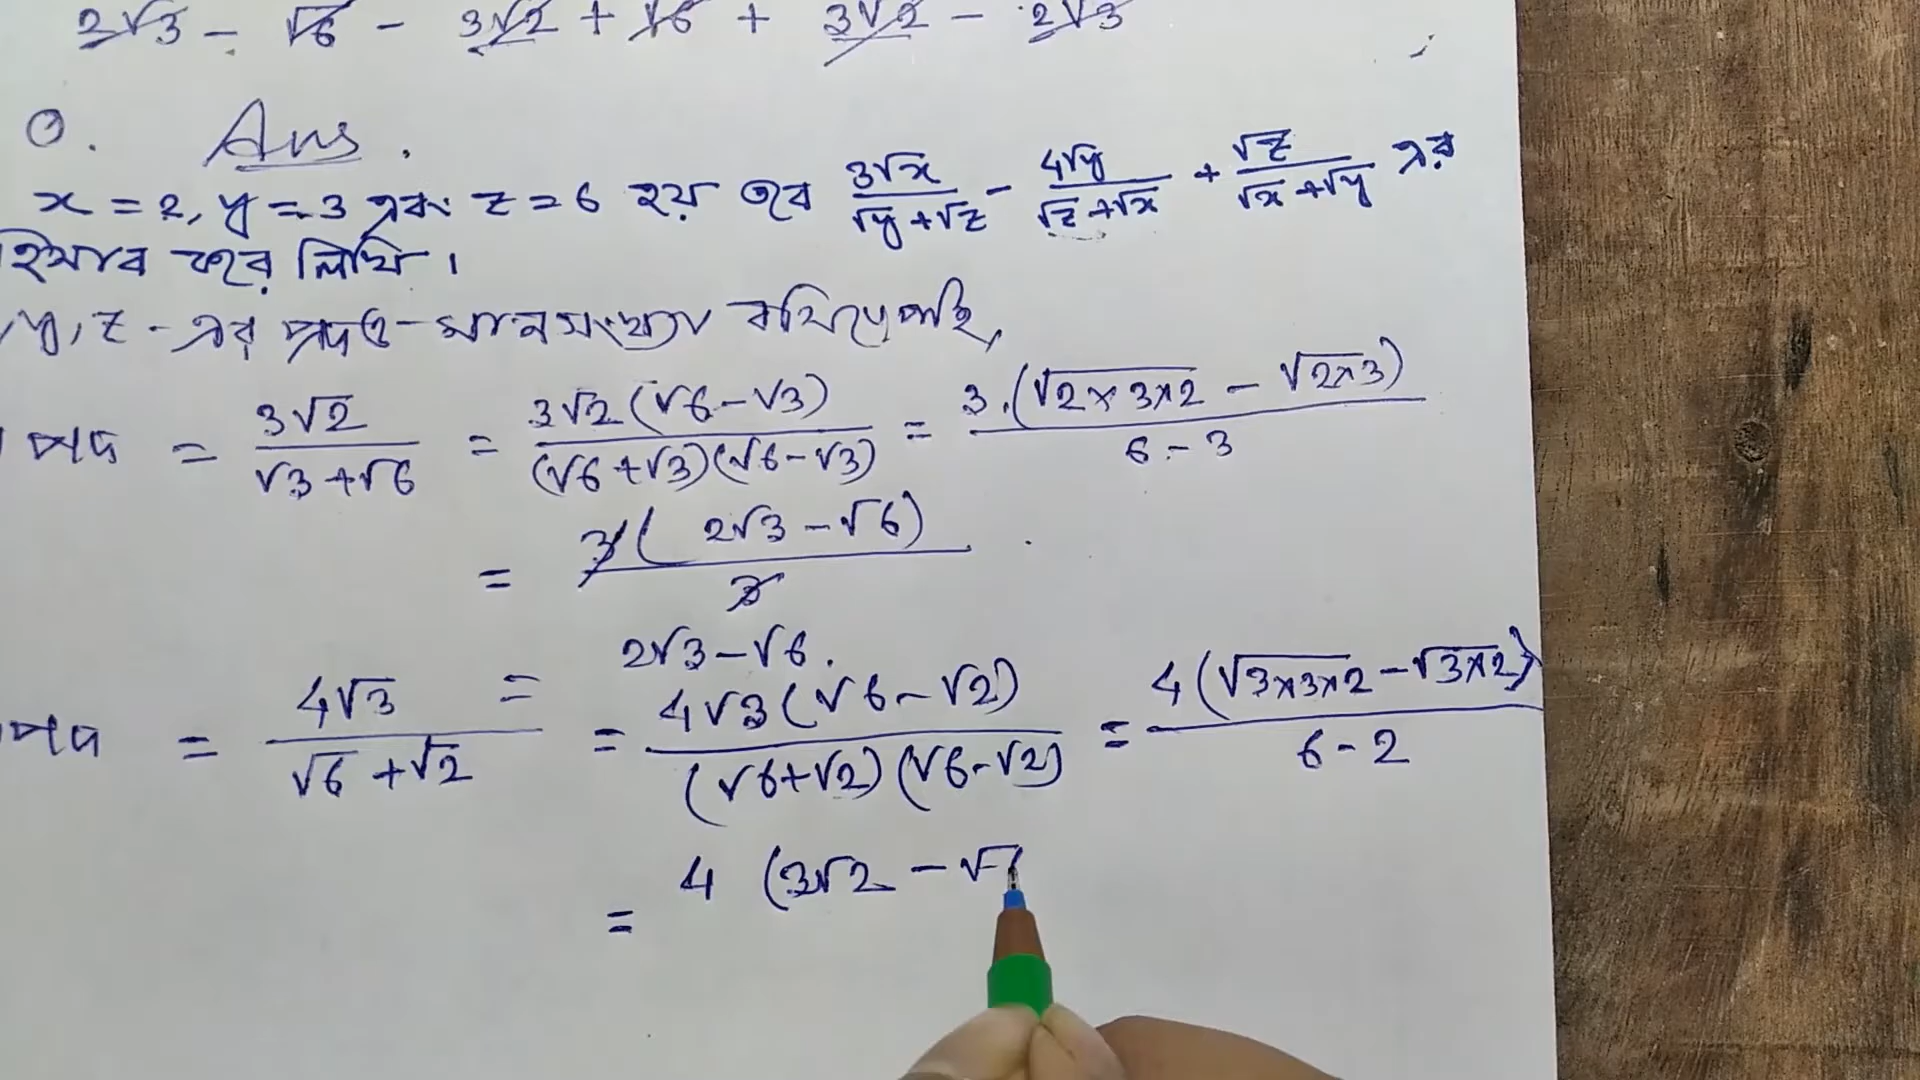 2√3 - √6 - 3√2 + √6 + 3√2 - 2√3
0. Ans.
x = 2, y = 3 এবং z = 6 হয় তবে 3√x/(√y+√z) - 4√y/(√z+√x) + √z/(√x+√y) এর
হিসাব করে লিখি।
y, z - এর প্রদত্ত মান সংখ্যা বসিয়ে পাই,
পদ = 3√2/(√3+√6) = 3√2(√6-√3)/(√6+√3)(√6-√3) = 3.(√2×3×2 - √2×3)/(6-3)
= 3(2√3-√6)/3
= 2√3-√6.
পদ = 4√3/(√6+√2) = 4√3(√6-√2)/(√6+√2)(√6-√2) = 4(√3×3×2-√3×2)/(6-2)
= 4 (3√2 - √